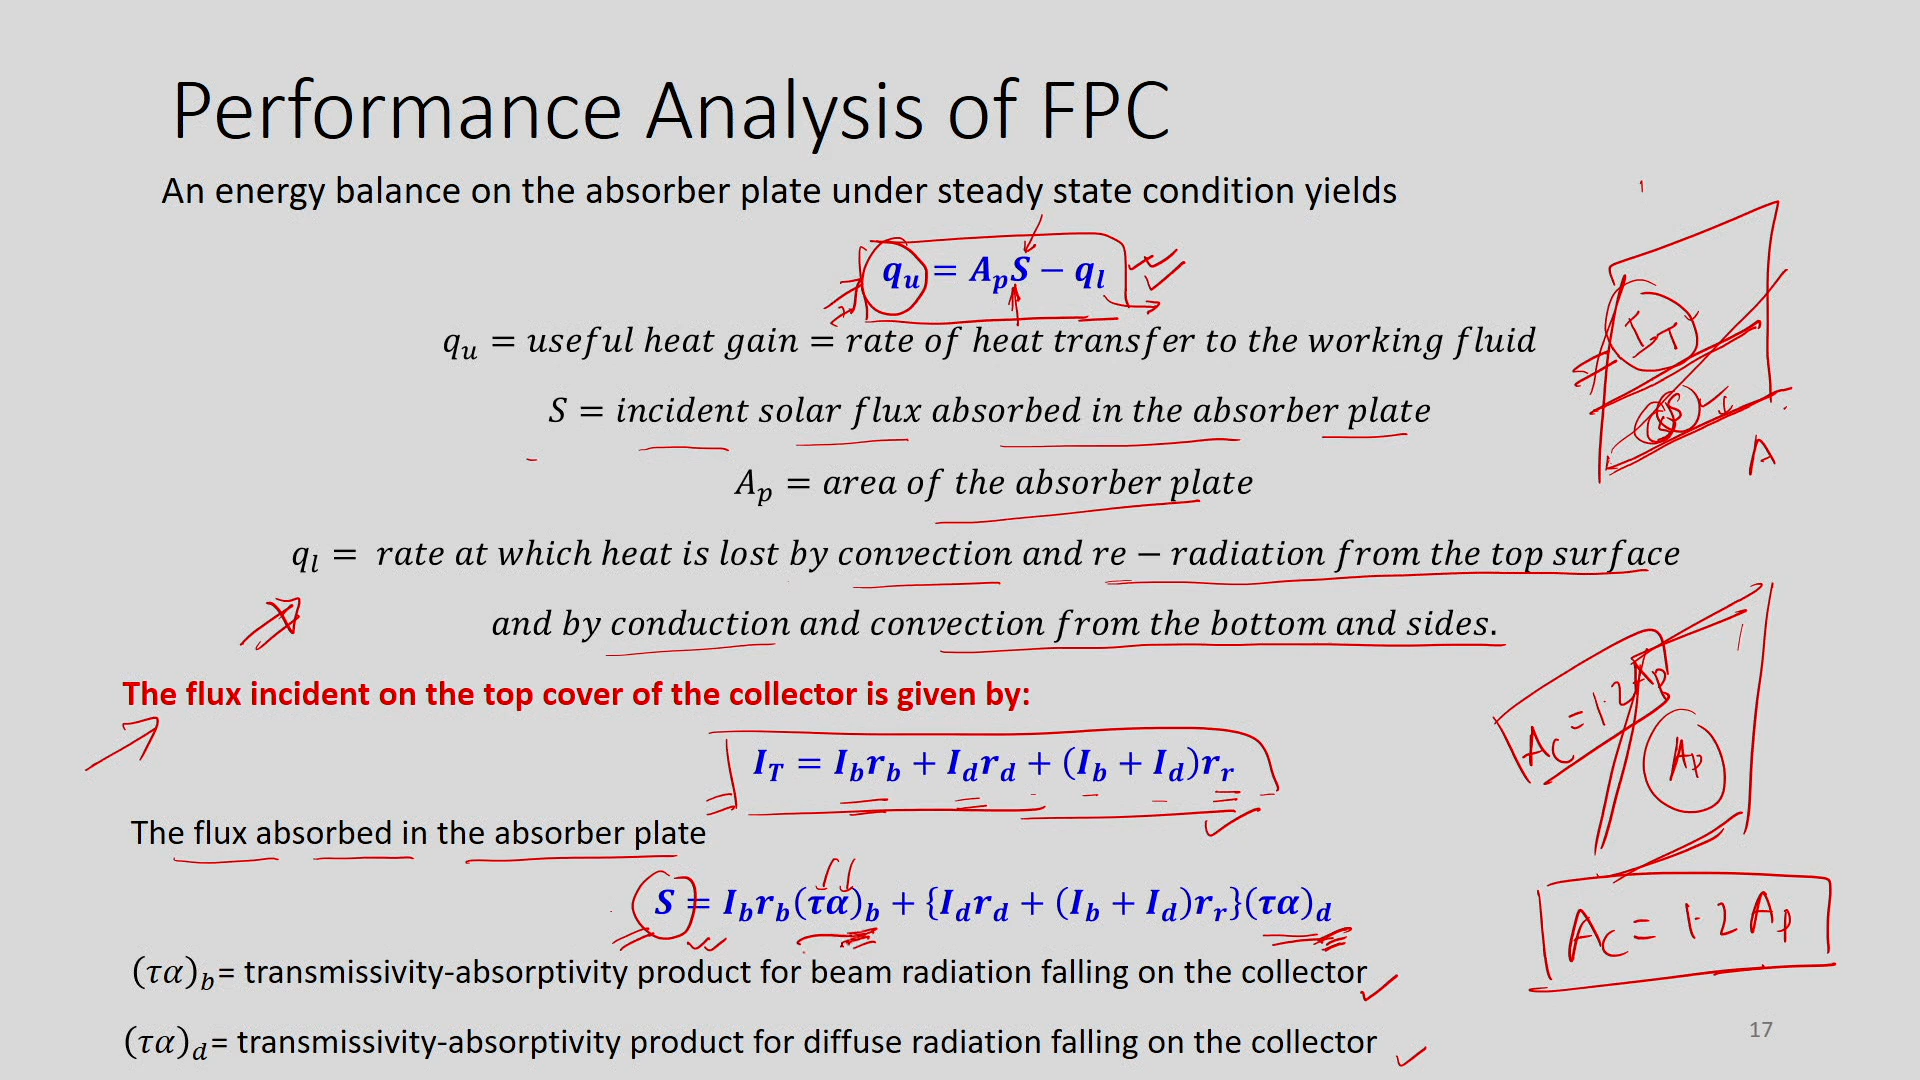 Performance Analysis of FPC
An energy balance on the absorber plate under steady state condition yields
q_u = A_p S − q_l
q_u = useful heat gain = rate of heat transfer to the working fluid
S = incident solar flux absorbed in the absorber plate
A_p = area of the absorber plate
q_l = rate at which heat is lost by convection and re − radiation from the top surface
and by conduction and convection from the bottom and sides.
The flux incident on the top cover of the collector is given by:
I_T = I_b r_b + I_d r_d + (I_b + I_d)r_r
The flux absorbed in the absorber plate
S = I_b r_b (τα)_b + {I_d r_d + (I_b + I_d)r_r}(τα)_d
(τα)_b= transmissivity-absorptivity product for beam radiation falling on the collector
(τα)_d= transmissivity-absorptivity product for diffuse radiation falling on the collector
I_T
S
A
A_C = 1.2 A_p
A_p
A_C = 1.2 A_p
17